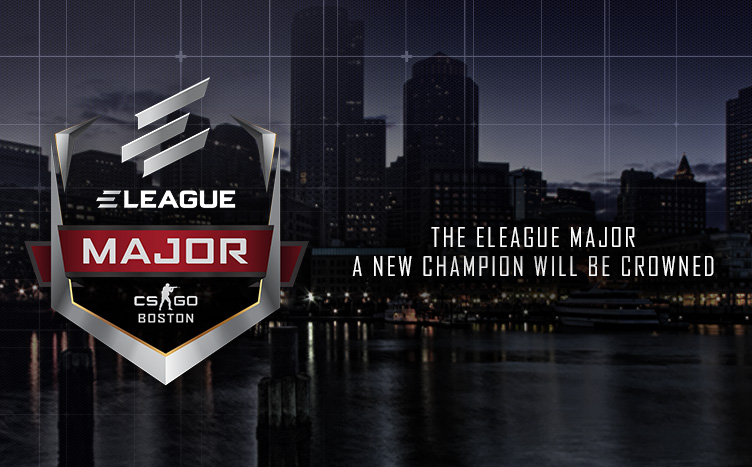 ELEAGUE
MAJOR
CS GO
BOSTON
THE ELEAGUE MAJOR
A NEW CHAMPION WILL BE CROWNED